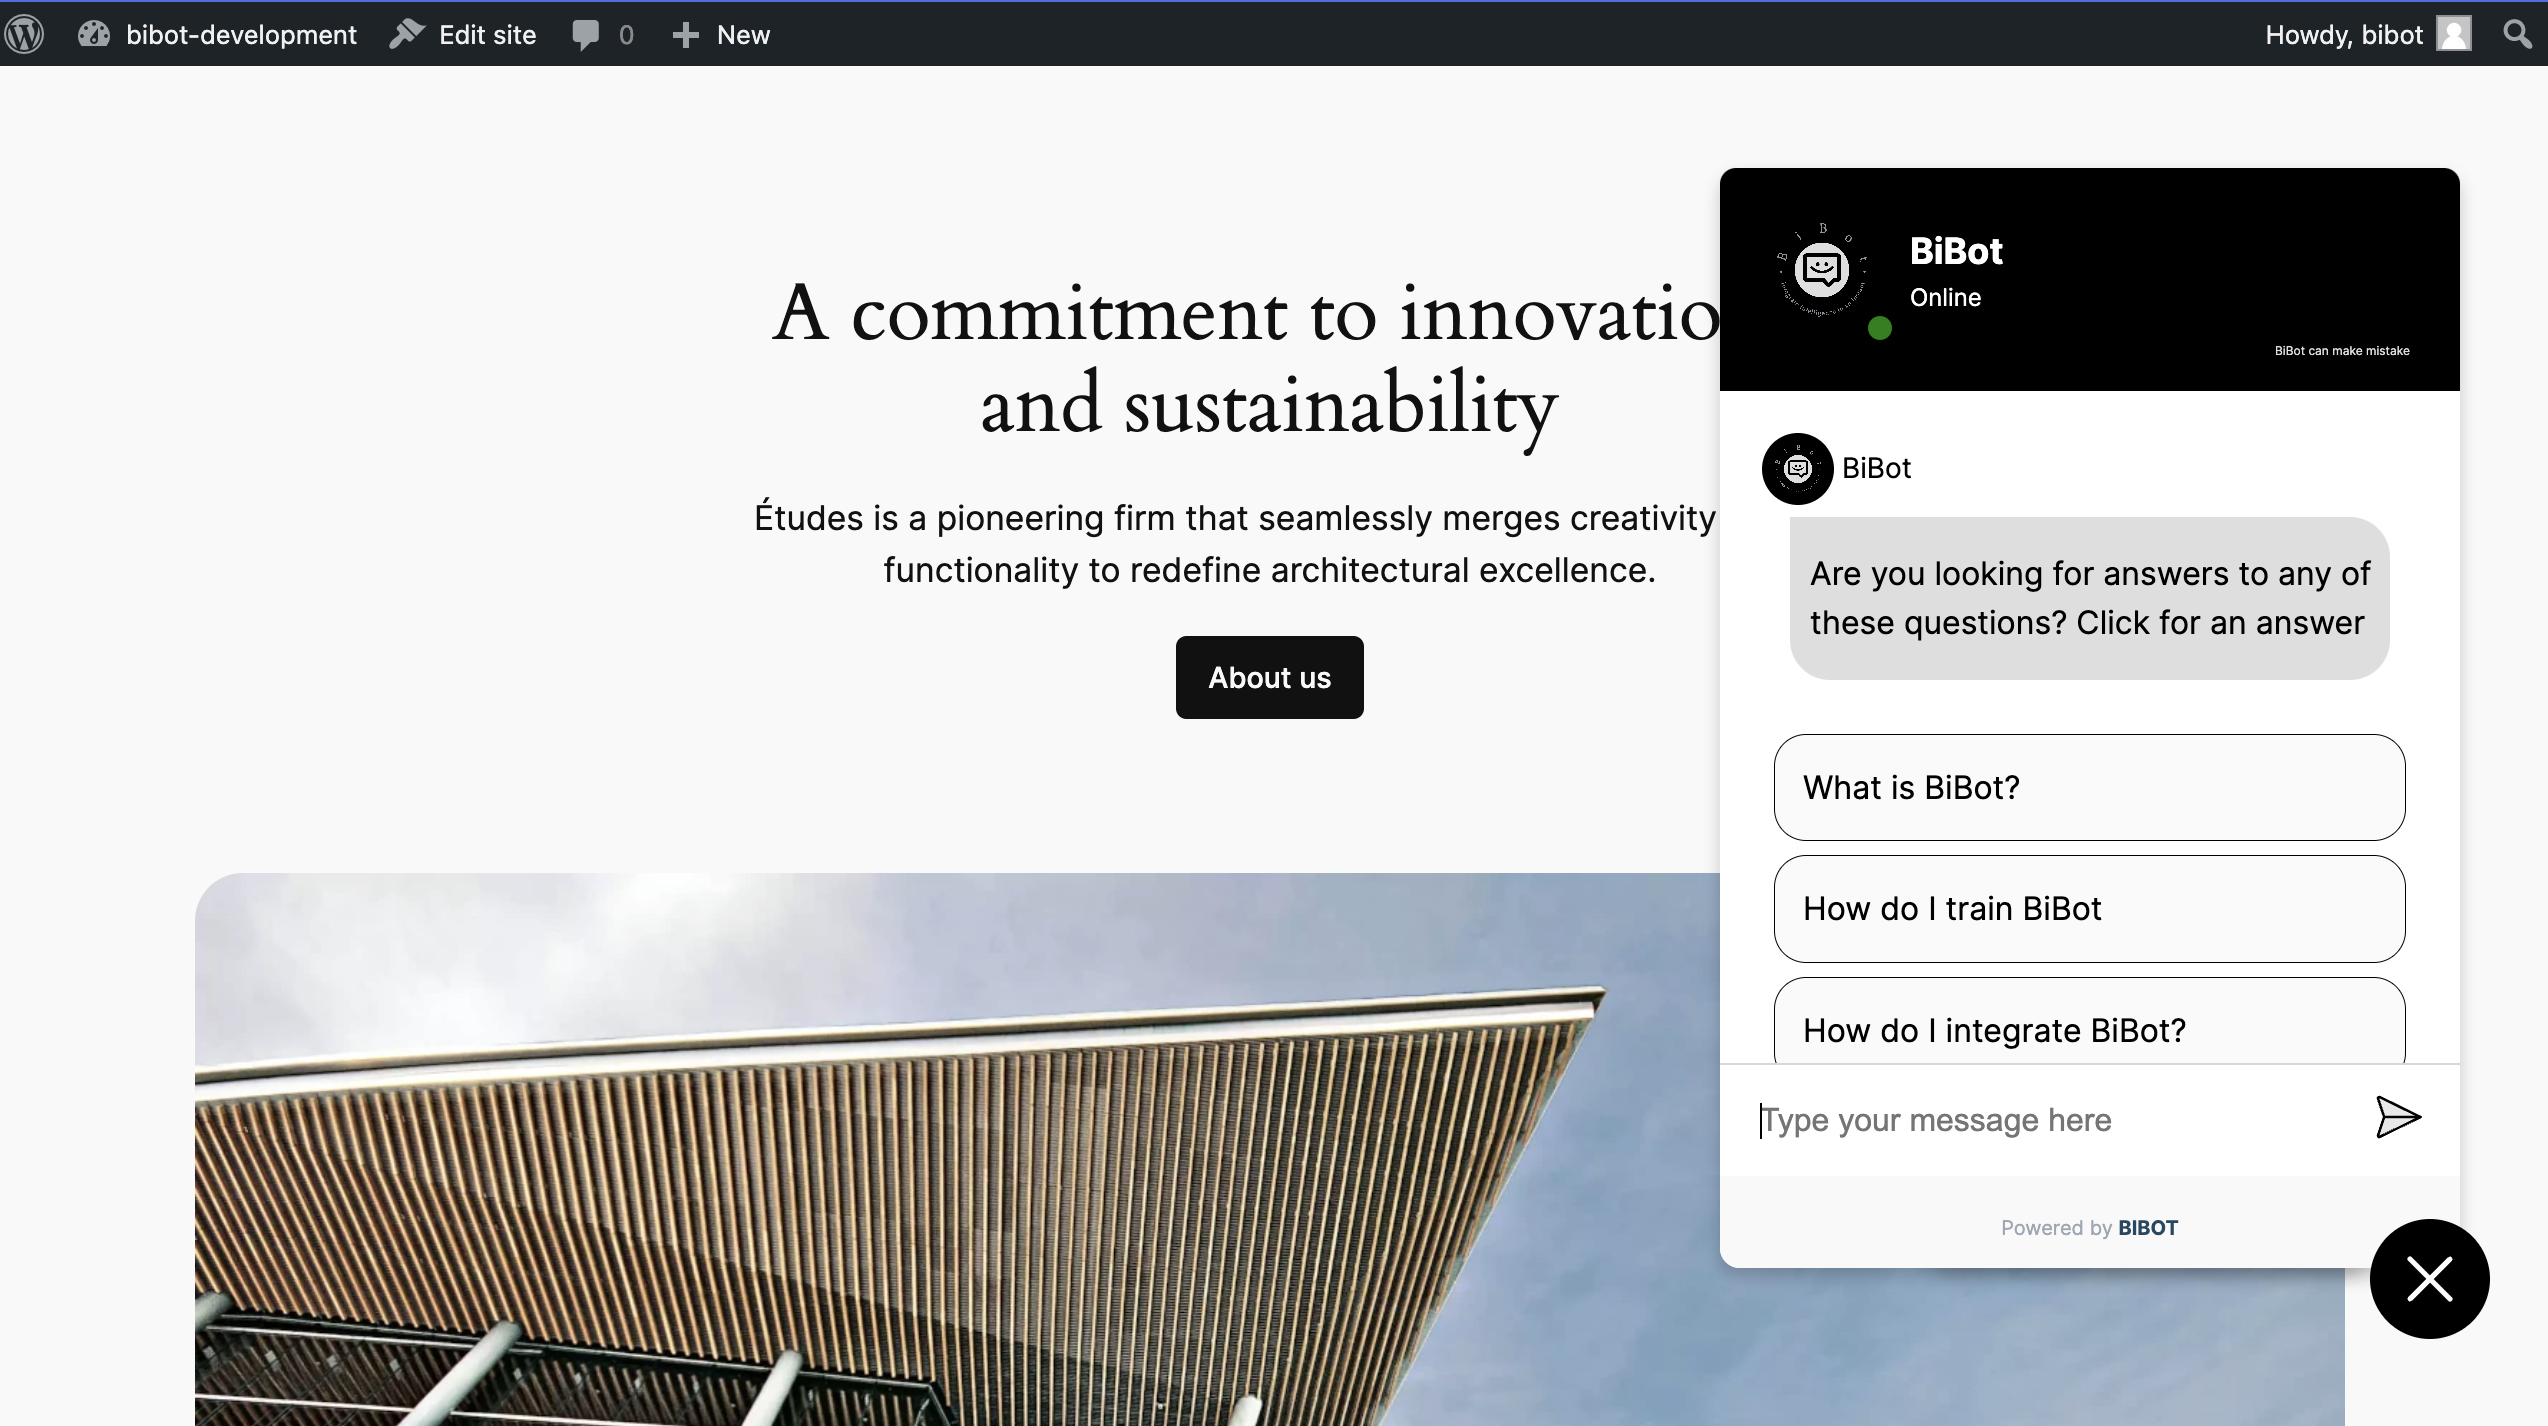 bibot-development Edit site 0 New Howdy, bibot
A commitment to innovatio
and sustainability
Études is a pioneering firm that seamlessly merges creativity
functionality to redefine architectural excellence.
About us
BiBot
Online
BiBot can make mistake
BiBot
Are you looking for answers to any of
these questions? Click for an answer
What is BiBot?
How do I train BiBot
How do I integrate BiBot?
Type your message here
Powered by BIBOT